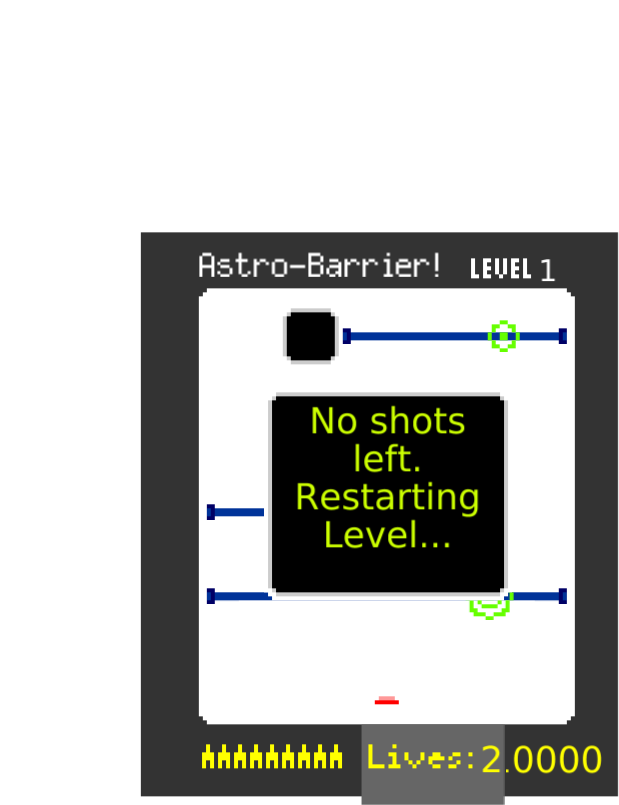 Astro-Barrier! LEVEL 1
No shots
left.
Restarting
Level...
Lives:2.0000